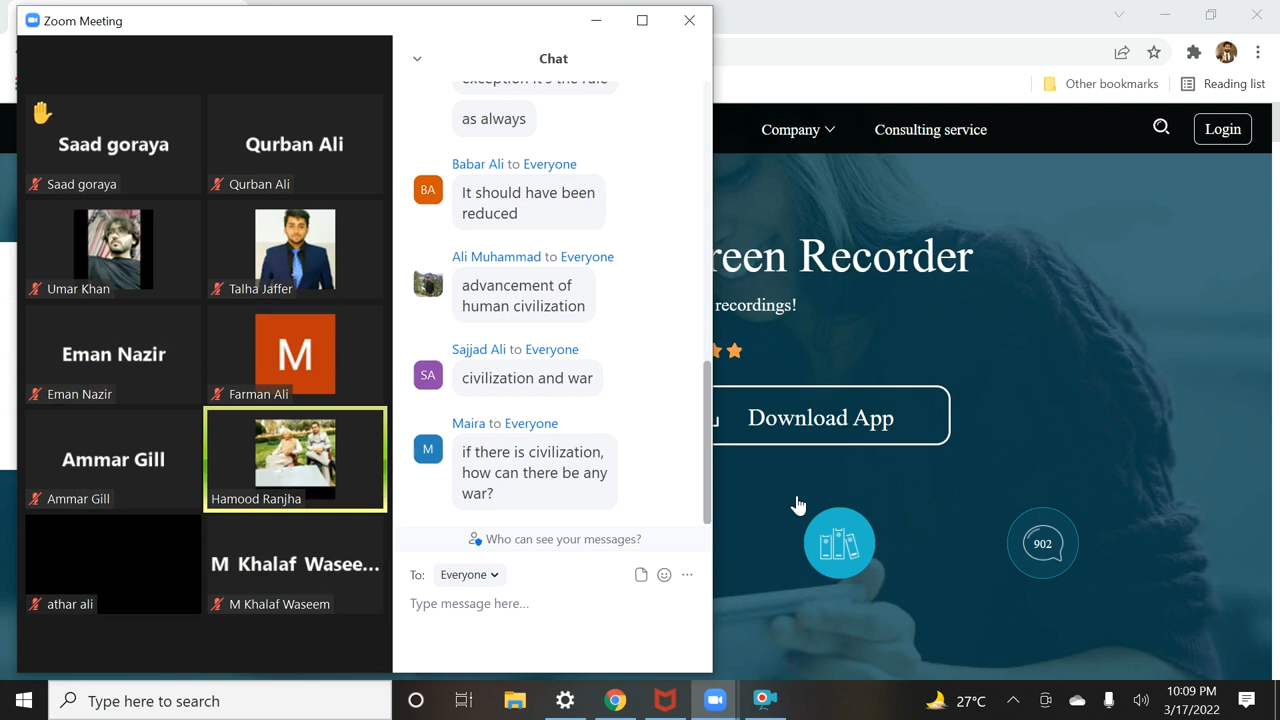 Zoom Meeting
Saad goraya
Saad goraya
Qurban Ali
Qurban Ali
Umar Khan
Talha Jaffer
Eman Nazir
Eman Nazir
M
Farman Ali
Ammar Gill
Ammar Gill
Hamood Ranjha
athar ali
M Khalaf Wasee...
M Khalaf Waseem
Chat
exception it's the rule
as always
Babar Ali to Everyone
BA
It should have been
reduced
Ali Muhammad to Everyone
advancement of
human civilization
Sajjad Ali to Everyone
SA
civilization and war
Maira to Everyone
M
if there is civilization,
how can there be any
war?
Who can see your messages?
To: Everyone
Type message here...
Other bookmarks
Reading list
Company
Consulting service
Login
reen Recorder
recordings!
Download App
902
Type here to search
27°C
10:09 PM
3/17/2022